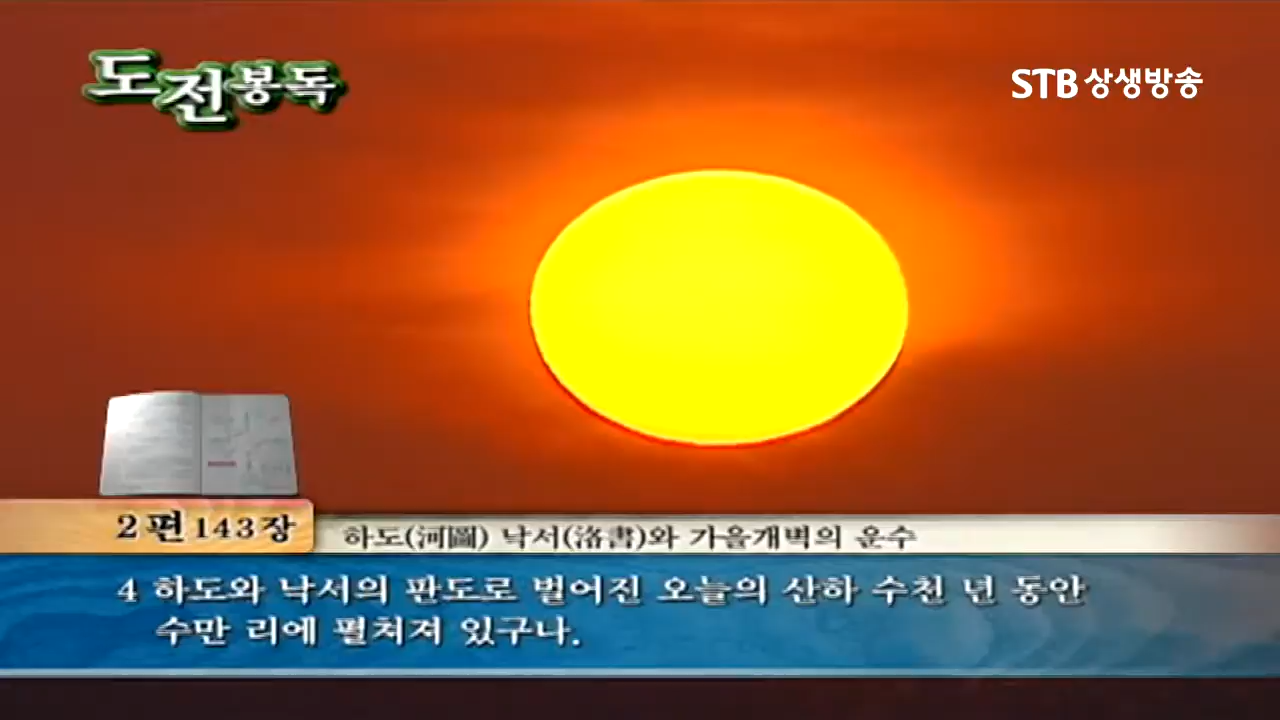 도전봉독
STB 상생방송
2편 143장
하도(河圖) 낙서(洛書)와 가을개벽의 운수
4 하도와 낙서의 판도로 벌어진 오늘의 산하 수천 년 동안
수만 리에 펼쳐져 있구나.